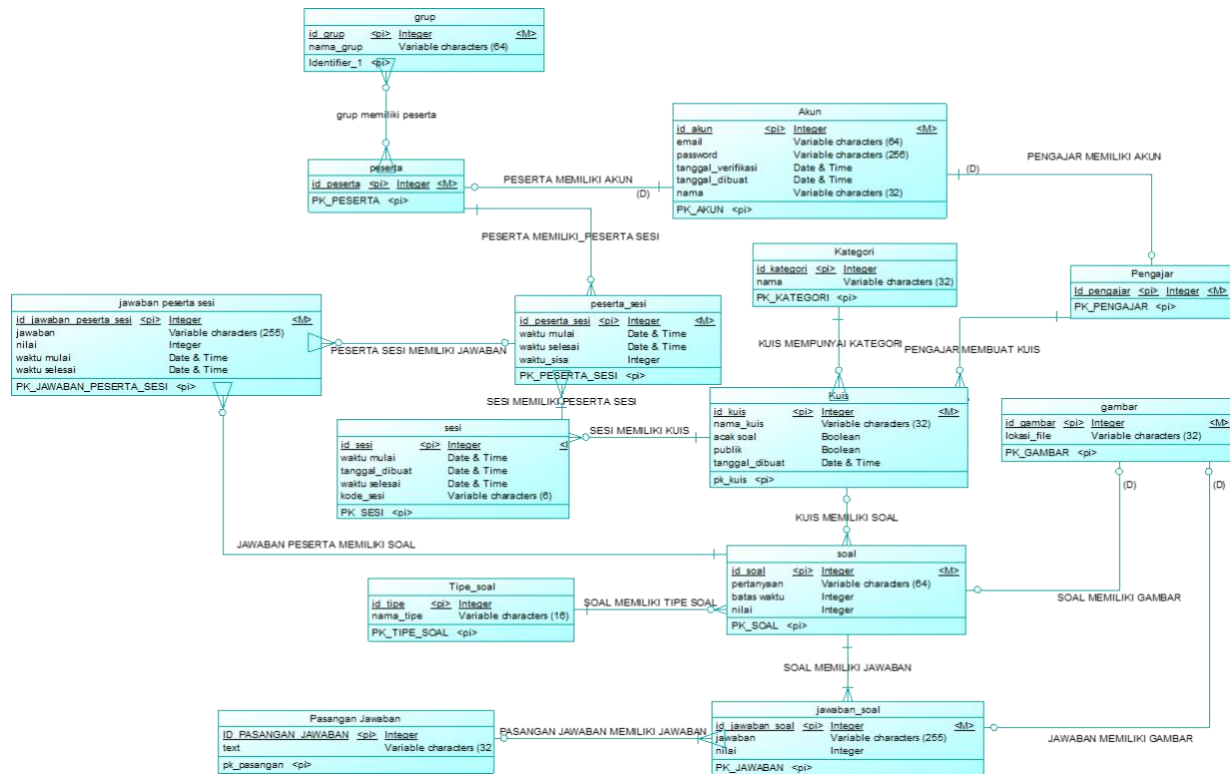 grup
id_grup <pi> Integer <M>
nama_grup Variable characters (64)
Identifier_1 <pi>
grup memiliki peserta
peserta
id_peserta <pi> Integer <M>
PK_PESERTA <pi>
PESERTA MEMILIKI AKUN
(D)
Akun
id_akun <pi> Integer <M>
email Variable characters (64)
password Variable characters (256)
tanggal_verifikasi Date & Time
tanggal_dibuat Date & Time
nama Variable characters (32)
PK_AKUN <pi>
PENGAJAR MEMILIKI AKUN
(D)
PESERTA MEMILIKI_PESERTA SESI
Kategori
id_kategori <pi> Integer
nama Variable characters (32)
PK_KATEGORI <pi>
Pengajar
Id_pengajar <pi> Integer <M>
PK_PENGAJAR <pi>
jawaban peserta sesi
id_jawaban_peserta_sesi <pi> Integer <M>
jawaban Variable characters (255)
nilai Integer
waktu mulai Date & Time
waktu selesai Date & Time
PK_JAWABAN_PESERTA_SESI <pi>
PESERTA SESI MEMILIKI JAWABAN
peserta_sesi
id_peserta_sesi <pi> Integer <M>
waktu mulai Date & Time
waktu selesai Date & Time
waktu_sisa Integer
PK_PESERTA_SESI <pi>
KUIS MEMPUNYAI KATEGORI
PENGAJAR MEMBUAT KUIS
SESI MEMILIKI PESERTA SESI
sesi
id_sesi <pi> Integer
waktu mulai Date & Time
tanggal_dibuat Date & Time
waktu selesai Date & Time
kode_sesi Variable characters (6)
PK_SESI <pi>
SESI MEMILIKI KUIS
Kuis
id_kuis <pi> Integer <M>
nama_kuis Variable characters (32)
acak soal Boolean
publik Boolean
tanggal_dibuat Date & Time
pk_kuis <pi>
gambar
id_gambar <pi> Integer <M>
lokasi_file Variable characters (32)
PK_GAMBAR <pi>
(D)
(D)
KUIS MEMILIKI SOAL
JAWABAN PESERTA MEMILIKI SOAL
soal
id_soal <pi> Integer <M>
pertanyaan Variable characters (64)
batas waktu Integer
nilai Integer
PK_SOAL <pi>
Tipe_soal
id_tipe <pi> Integer
nama_tipe Variable characters (16)
PK_TIPE_SOAL <pi>
SOAL MEMILIKI TIPE SOAL
SOAL MEMILIKI GAMBAR
SOAL MEMILIKI JAWABAN
Pasangan Jawaban
ID_PASANGAN_JAWABAN <pi> Integer
text Variable characters (32
pk_pasangan <pi>
PASANGAN JAWABAN MEMILIKI JAWABAN
jawaban_soal
id_jawaban_soal <pi> Integer <M>
jawaban Variable characters (255)
nilai Integer
PK_JAWABAN <pi>
JAWABAN MEMILIKI GAMBAR